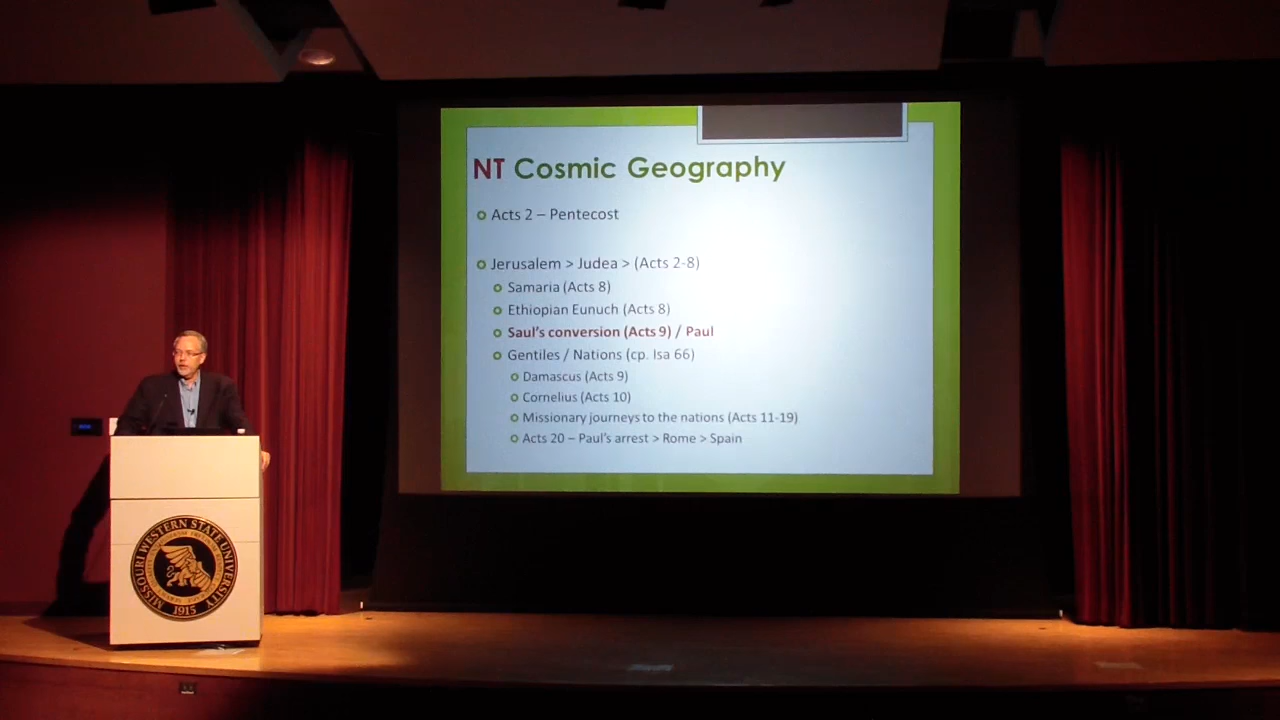 NT Cosmic Geography
Acts 2 – Pentecost
Jerusalem > Judea > (Acts 2-8)
Samaria (Acts 8)
Ethiopian Eunuch (Acts 8)
Saul's conversion (Acts 9) / Paul
Gentiles / Nations (cp. Isa 66)
Damascus (Acts 9)
Cornelius (Acts 10)
Missionary journeys to the nations (Acts 11-19)
Acts 20 – Paul's arrest > Rome > Spain
MISSOURI WESTERN STATE UNIVERSITY
1915